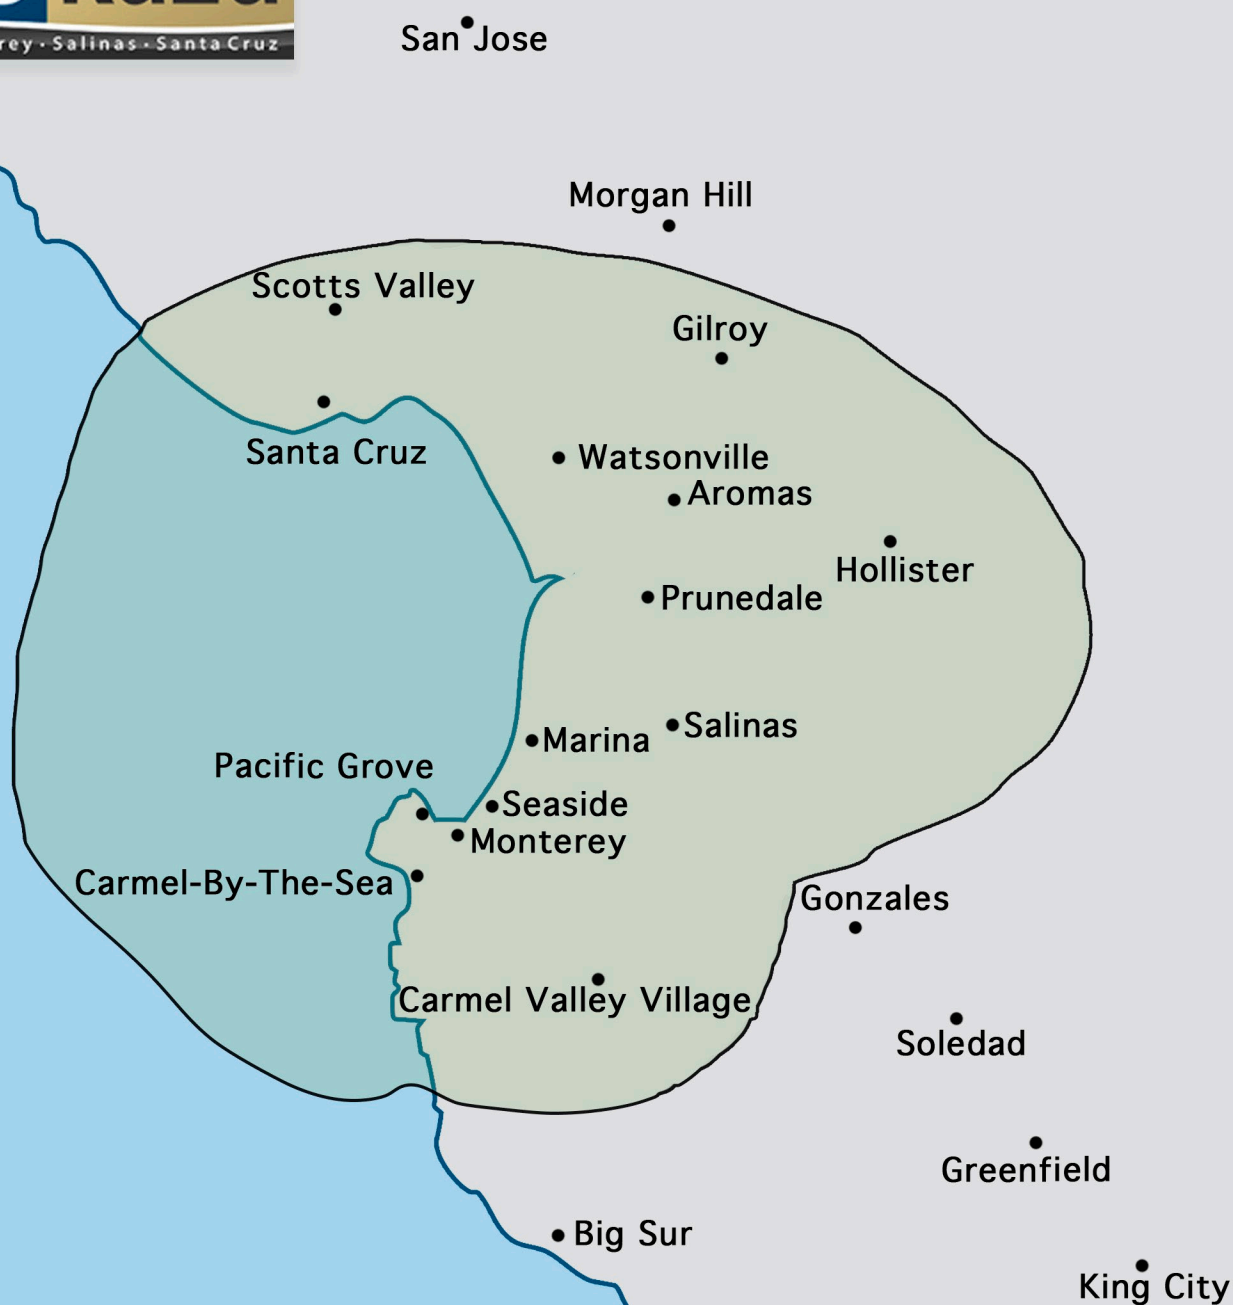 Salinas · Santa Cruz
San Jose
Morgan Hill
Scotts Valley
Gilroy
Santa Cruz
Watsonville
Aromas
Hollister
Prunedale
Salinas
Marina
Pacific Grove
Seaside
Monterey
Carmel-By-The-Sea
Gonzales
Carmel Valley Village
Soledad
Greenfield
Big Sur
King City